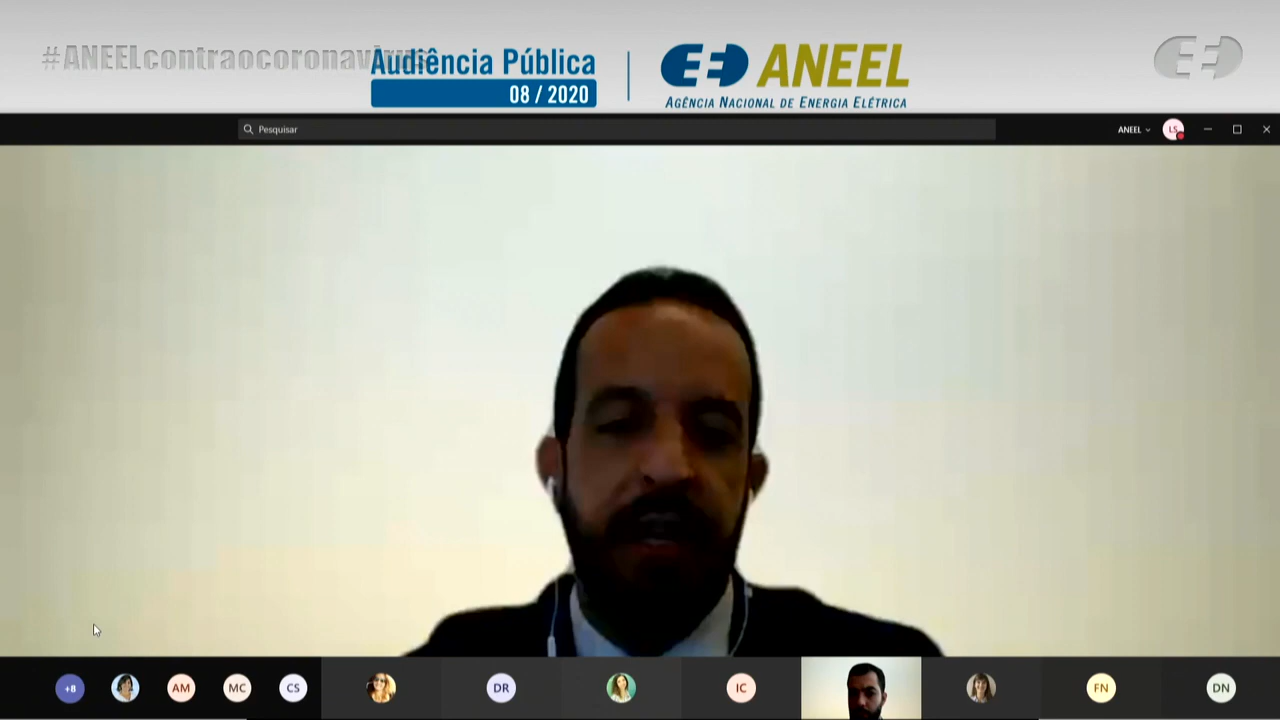 #ANEELcontraocoronavírus
Audiência Pública
08 / 2020
ANEEL
AGÊNCIA NACIONAL DE ENERGIA ELÉTRICA
Pesquisar
ANEEL
LS
+8
AM
MC
CS
DR
IC
FN
DN